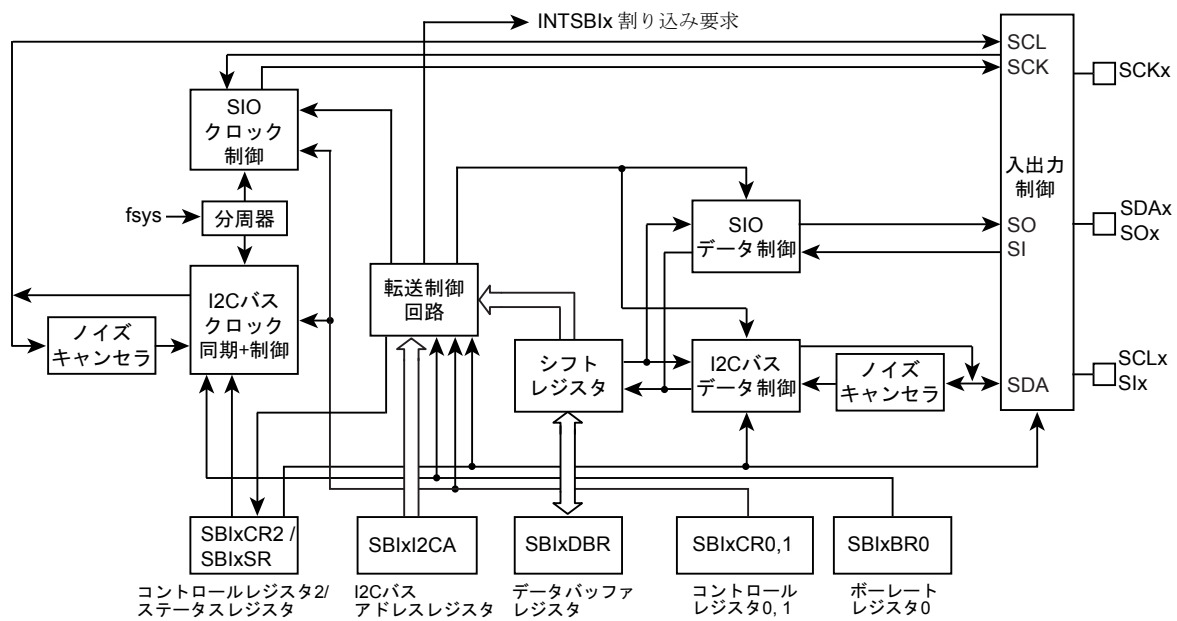 INTSBIx 割り込み要求
SCL
SCK
SCKx
SIO
クロック
制御
入出力
制御
fsys
分周器
SIO
データ制御
SO
SI
SDAx
SOx
I2Cバス
クロック
同期+制御
ノイズ
キャンセラ
転送制御
回路
シフト
レジスタ
I2Cバス
データ制御
ノイズ
キャンセラ
SDA
SCLx
SIx
SBIxCR2 /
SBIxSR
SBIxI2CA
SBIxDBR
SBIxCR0,1
SBIxBR0
コントロールレジスタ2/
ステータスレジスタ
I2Cバス
アドレスレジスタ
データバッファ
レジスタ
コントロール
レジスタ0, 1
ボーレート
レジスタ0